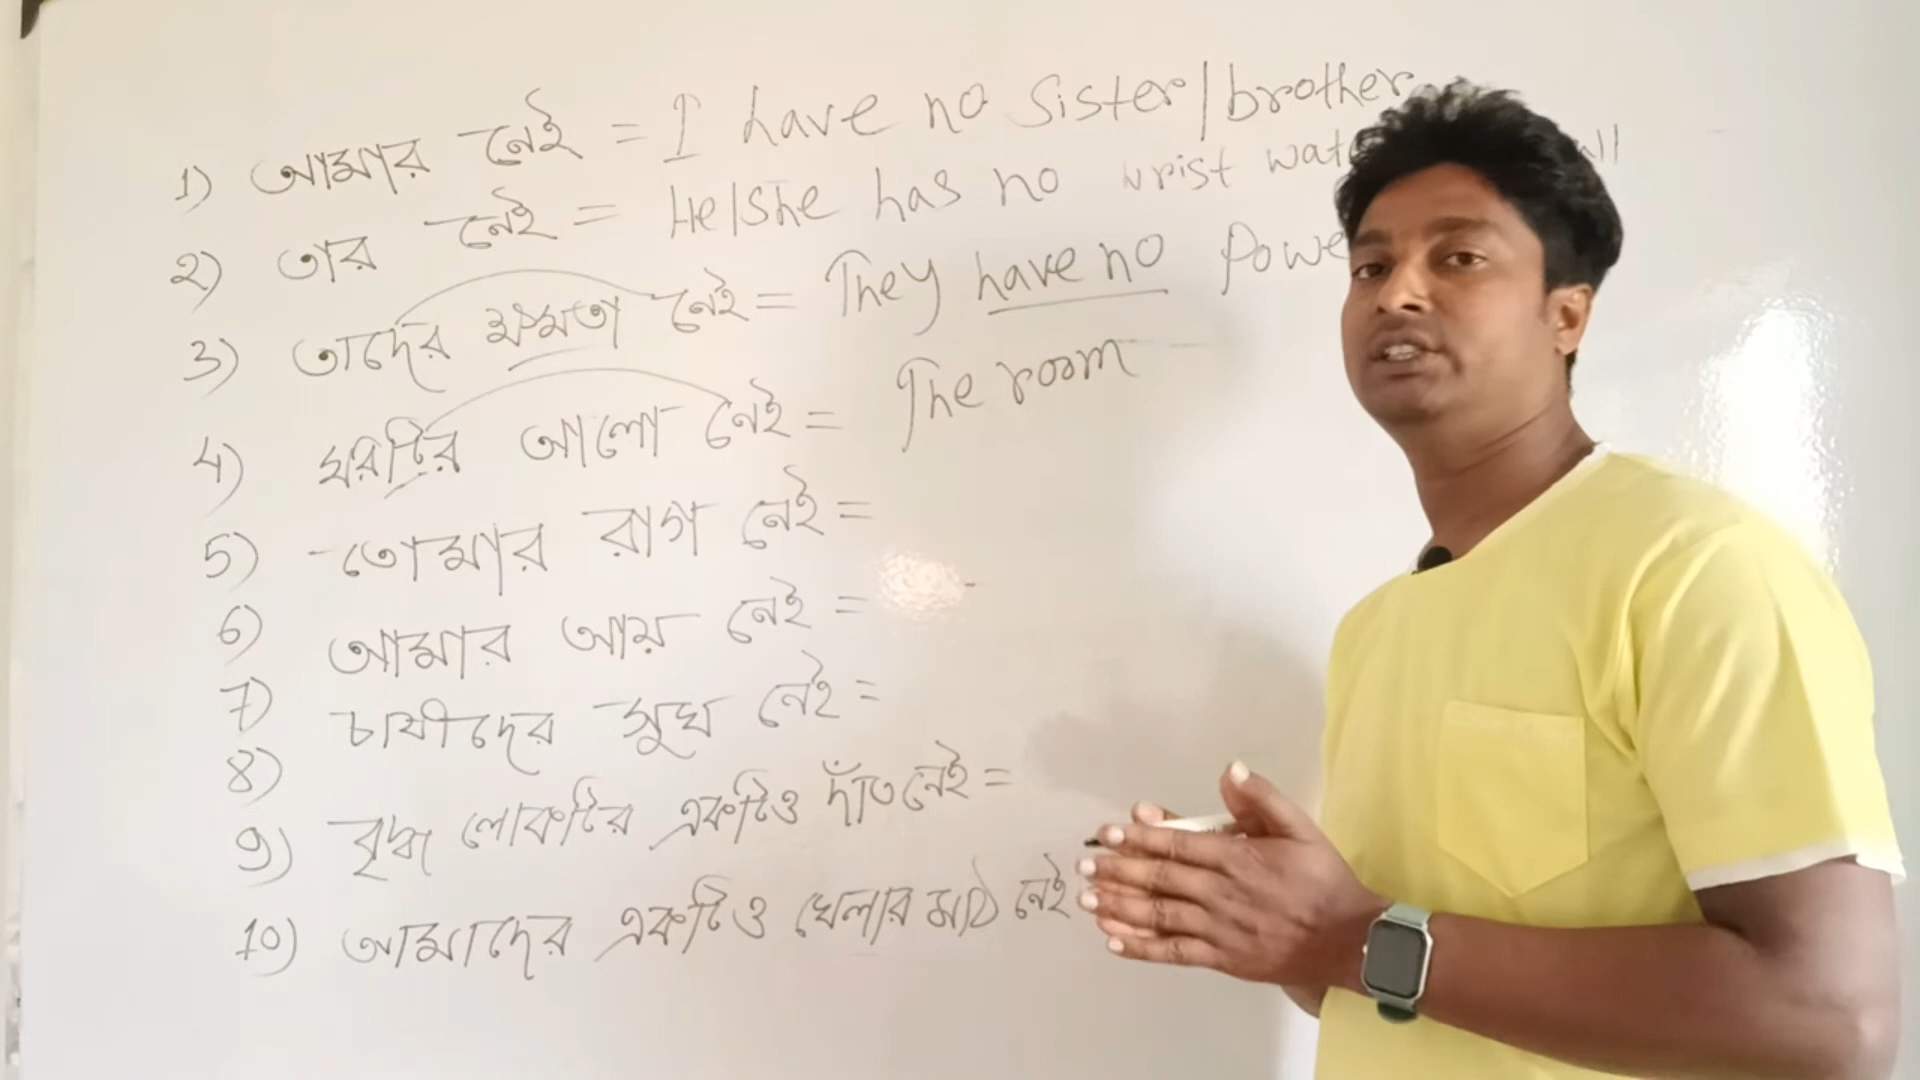 1) আমার নেই = I have no sister/brother
2) তার নেই = He/She has no wrist
3) তাদের ক্ষমতা নেই = They have no
4) ঘরটির আলো নেই = The room
5) তোমার রাগ নেই =
6) আমার আয় নেই =
7) চাষীদের সুখ নেই =
8)
9) বৃদ্ধ লোকটির একটিও দাঁত নেই =
10) আমাদের একটিও খেলার মাঠ নেই